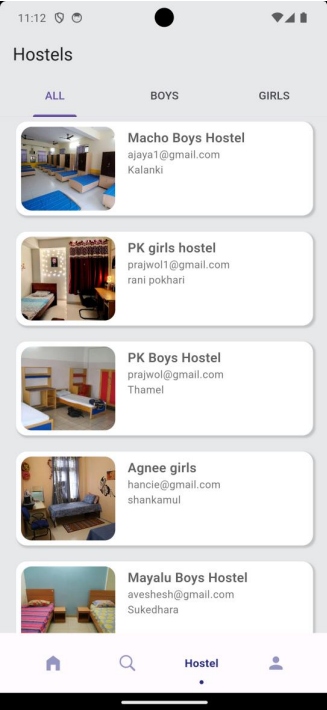 11:12
Hostels
ALL BOYS GIRLS
Macho Boys Hostel
ajaya1@gmail.com
Kalanki
PK girls hostel
prajwol1@gmail.com
rani pokhari
PK Boys Hostel
prajwol@gmail.com
Thamel
Agnee girls
hancie@gmail.com
shankamul
Mayalu Boys Hostel
aveshesh@gmail.com
Sukedhara
Hostel